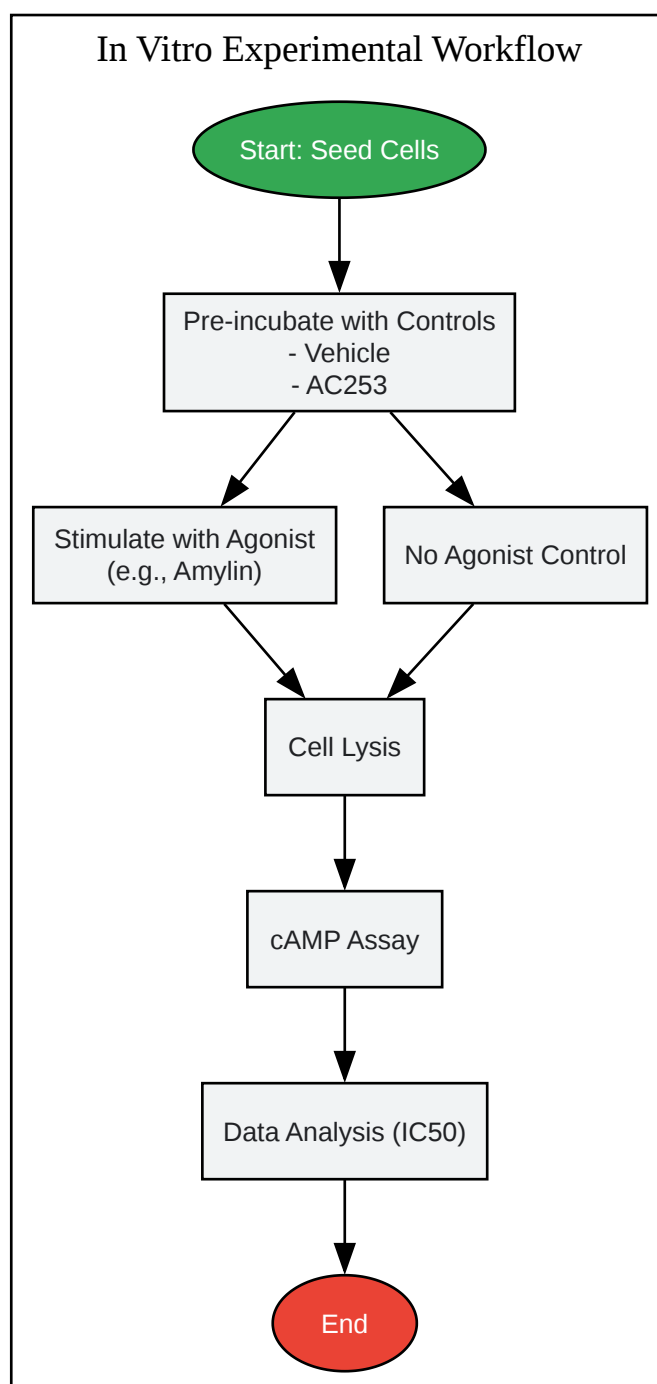 In Vitro Experimental Workflow
Start: Seed Cells
Pre-incubate with Controls
- Vehicle
- AC253
Stimulate with Agonist
(e.g., Amylin)
No Agonist Control
Cell Lysis
cAMP Assay
Data Analysis (IC50)
End